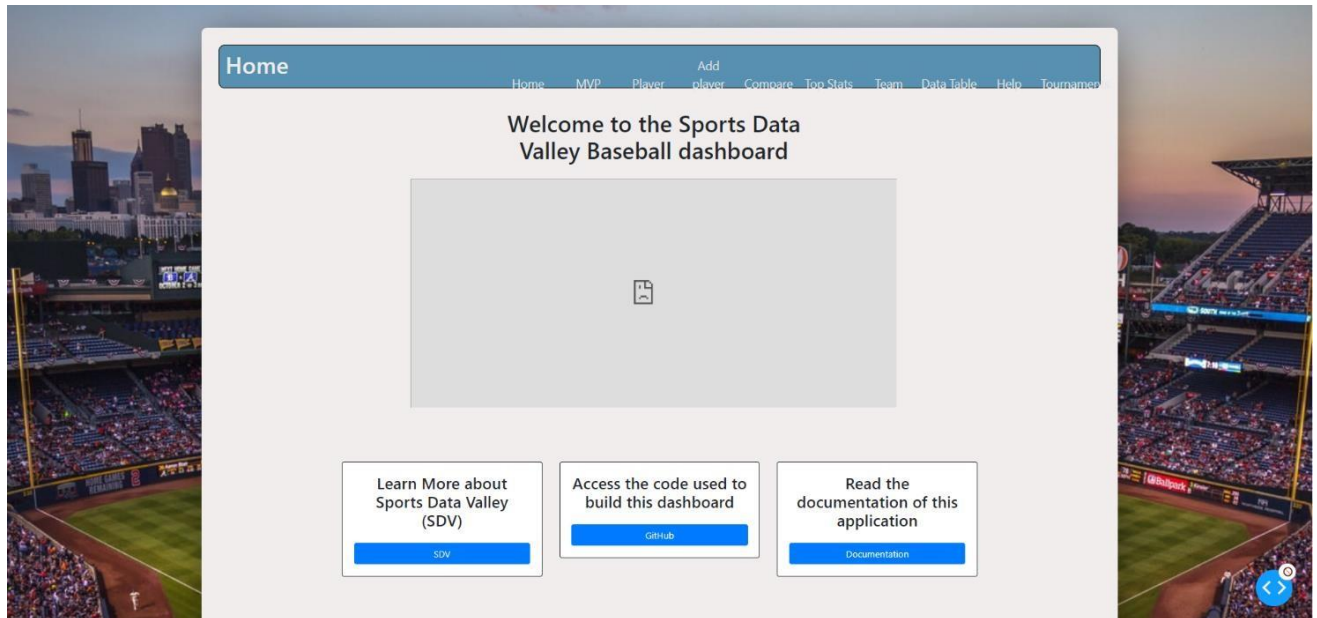 Home
Home MVP Player Add player Compare Top Stats Team Data Table Help Tournament
Welcome to the Sports Data
Valley Baseball dashboard
Learn More about
Sports Data Valley
(SDV)
SDV
Access the code used to
build this dashboard
GitHub
Read the
documentation of this
application
Documentation